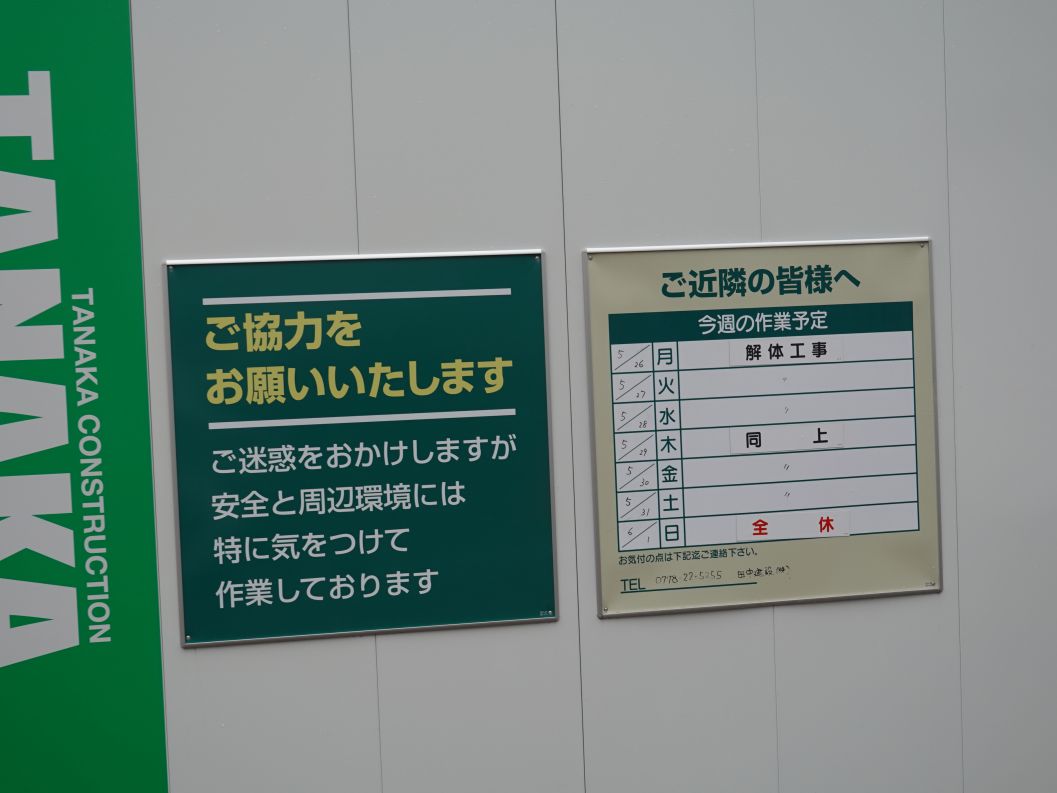 TANAKA
TANAKA CONSTRUCTION
ご協力を
お願いいたします
ご迷惑をおかけしますが
安全と周辺環境には
特に気をつけて
作業しております
ご近隣の皆様へ
今週の作業予定
5/26 月 解体工事
5/27 火 〃
5/28 水 〃
5/29 木 同 上
5/30 金 〃
5/31 土 〃
6/1 日 全 休
お気付の点は下記迄ご連絡下さい。
TEL 0778-22-5255 田中建設(株)